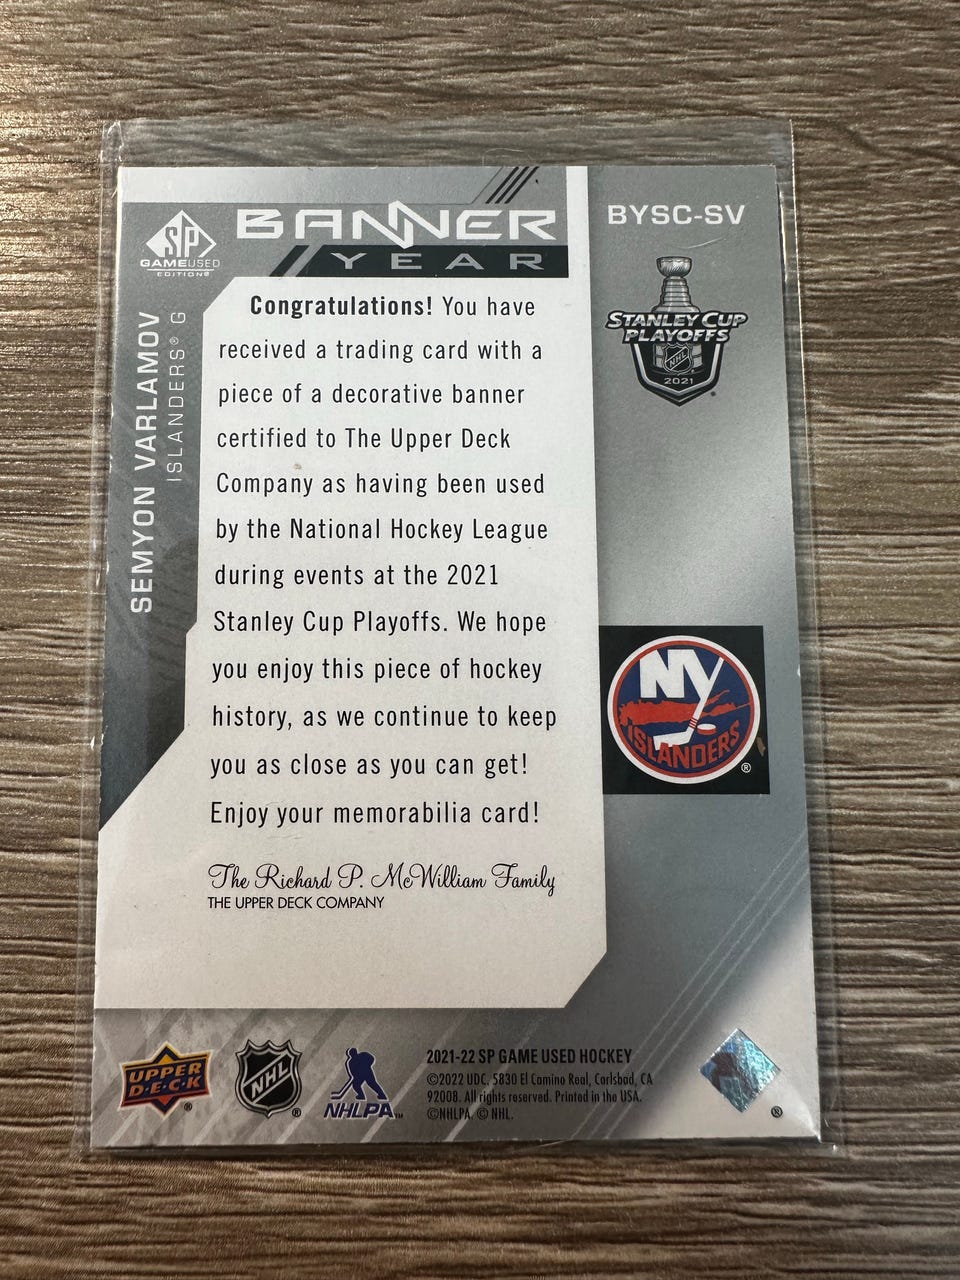 SP
GAMEUSED
EDITION®
BANNER
YEAR
BYSC-SV
STANLEY CUP
PLAYOFFS
NHL
2021
SEMYON VARLAMOV
ISLANDERS® G
Congratulations! You have
received a trading card with a
piece of a decorative banner
certified to The Upper Deck
Company as having been used
by the National Hockey League
during events at the 2021
Stanley Cup Playoffs. We hope
you enjoy this piece of hockey
history, as we continue to keep
you as close as you can get!
Enjoy your memorabilia card!
The Richard P. McWilliam Family
THE UPPER DECK COMPANY
NY
ISLANDERS
®
UPPER
D·E·C·K
®
NHL
®
NHLPA™
2021-22 SP GAME USED HOCKEY
©2022 UDC. 5830 El Camino Real, Carlsbad, CA
92008. All rights reserved. Printed in the USA.
©NHLPA. © NHL.
®